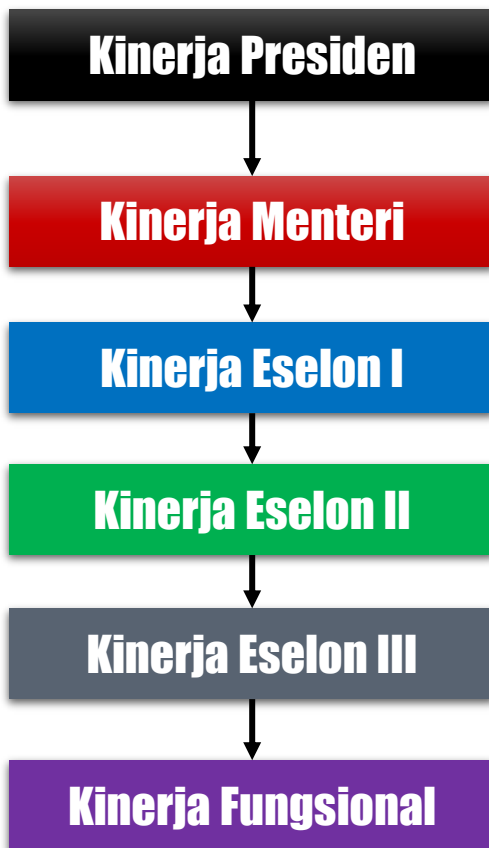 Kinerja Presiden
Kinerja Menteri
Kinerja Eselon I
Kinerja Eselon II
Kinerja Eselon III
Kinerja Fungsional